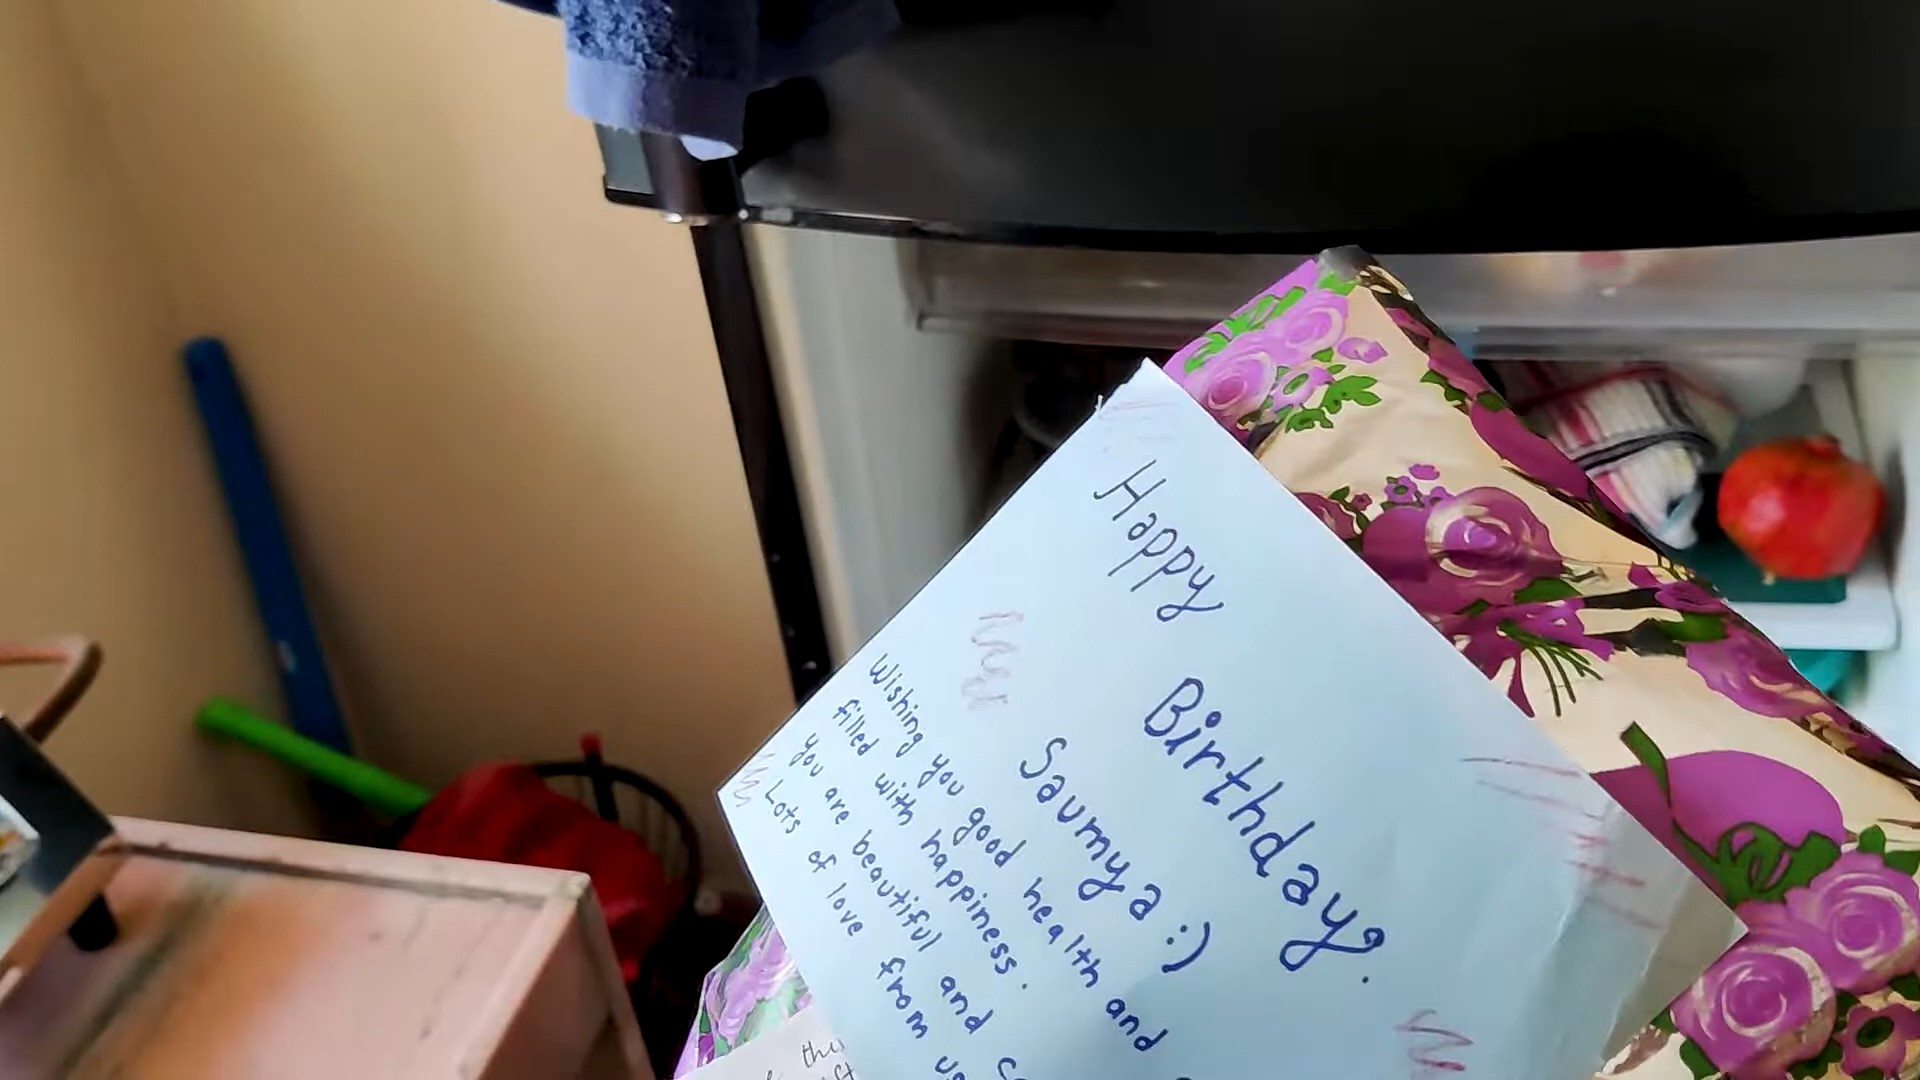 Happy Birthday.
Saumya :)
Wishing you good health and
filled with happiness.
you are beautiful and
Lots of love from
this